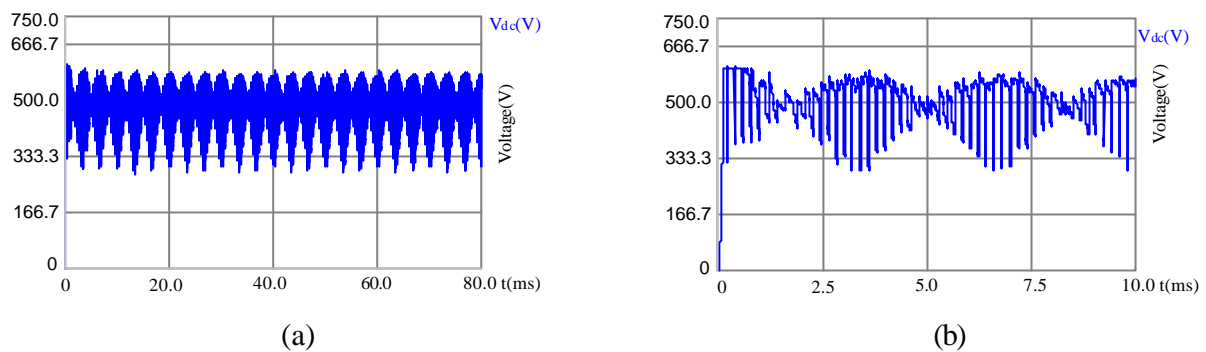 750.0
666.7
500.0
333.3
166.7
0
0 20.0 40.0 60.0 80.0 t(ms)
Vdc(V)
Voltage(V)
(a)
750.0
666.7
500.0
333.3
166.7
0
0 2.5 5.0 7.5 10.0 t(ms)
Vdc(V)
Voltage(V)
(b)